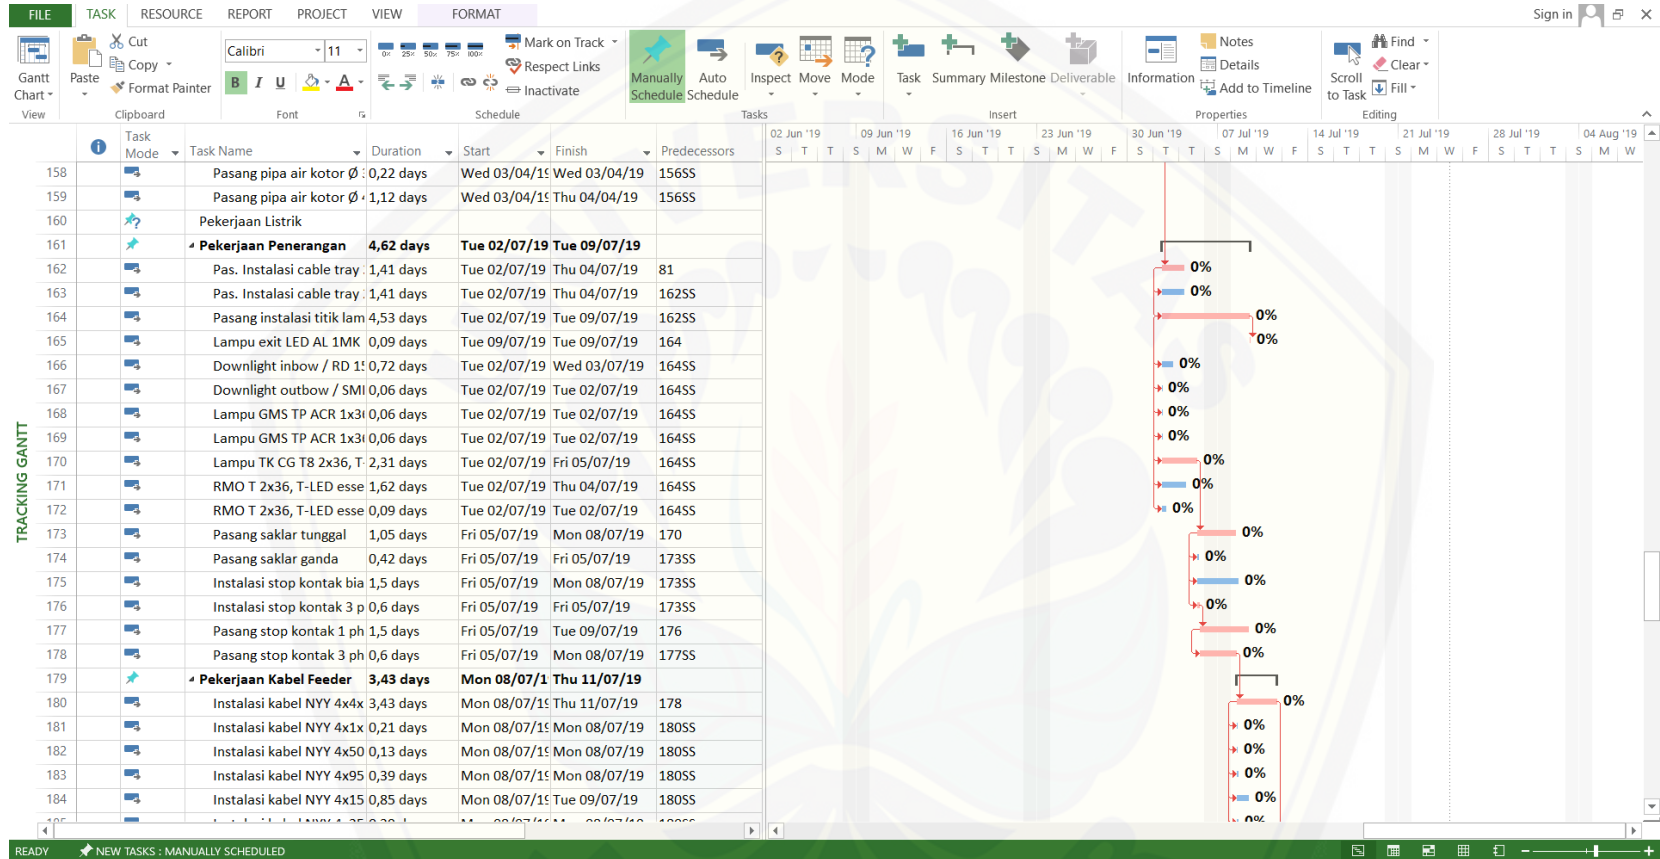 FILE TASK RESOURCE REPORT PROJECT VIEW FORMAT Sign in
Cut
Copy
Format Painter
Paste
Gantt
Chart
View
Clipboard
Calibri 11
B I U A
Font
0% 25% 50% 75% 100%
Mark on Track
Respect Links
Inactivate
Schedule
Manually
Schedule
Auto
Schedule
Inspect Move Mode
Tasks
Task Summary Milestone Deliverable
Insert
Information
Notes
Details
Add to Timeline
Properties
Scroll
to Task
Find
Clear
Fill
Editing
UNIVERSITAS
TRACKING GANTT
Task Mode Task Name Duration Start Finish Predecessors
02 Jun '19 09 Jun '19 16 Jun '19 23 Jun '19 30 Jun '19 07 Jul '19 14 Jul '19 21 Jul '19 28 Jul '19 04 Aug '19
S T T S M W F S T T S M W F S T T S M W F S T T S M W F S T T S M W
158 Pasang pipa air kotor Ø 0,22 days Wed 03/04/19 Wed 03/04/19 156SS
159 Pasang pipa air kotor Ø 1,12 days Wed 03/04/19 Thu 04/04/19 156SS
160 Pekerjaan Listrik
161 Pekerjaan Penerangan 4,62 days Tue 02/07/19 Tue 09/07/19
162 Pas. Instalasi cable tray 1,41 days Tue 02/07/19 Thu 04/07/19 81 0%
163 Pas. Instalasi cable tray 1,41 days Tue 02/07/19 Thu 04/07/19 162SS 0%
164 Pasang instalasi titik lam 4,53 days Tue 02/07/19 Tue 09/07/19 162SS 0%
165 Lampu exit LED AL 1MK 0,09 days Tue 09/07/19 Tue 09/07/19 164 0%
166 Downlight inbow / RD 15 0,72 days Tue 02/07/19 Wed 03/07/19 164SS 0%
167 Downlight outbow / SMI 0,06 days Tue 02/07/19 Tue 02/07/19 164SS 0%
168 Lampu GMS TP ACR 1x36 0,06 days Tue 02/07/19 Tue 02/07/19 164SS 0%
169 Lampu GMS TP ACR 1x36 0,06 days Tue 02/07/19 Tue 02/07/19 164SS 0%
170 Lampu TK CG T8 2x36, T- 2,31 days Tue 02/07/19 Fri 05/07/19 164SS 0%
171 RMO T 2x36, T-LED esse 1,62 days Tue 02/07/19 Thu 04/07/19 164SS 0%
172 RMO T 2x36, T-LED esse 0,09 days Tue 02/07/19 Tue 02/07/19 164SS 0%
173 Pasang saklar tunggal 1,05 days Fri 05/07/19 Mon 08/07/19 170 0%
174 Pasang saklar ganda 0,42 days Fri 05/07/19 Fri 05/07/19 173SS 0%
175 Instalasi stop kontak bia 1,5 days Fri 05/07/19 Mon 08/07/19 173SS 0%
176 Instalasi stop kontak 3 p 0,6 days Fri 05/07/19 Fri 05/07/19 173SS 0%
177 Pasang stop kontak 1 ph 1,5 days Fri 05/07/19 Tue 09/07/19 176 0%
178 Pasang stop kontak 3 ph 0,6 days Fri 05/07/19 Mon 08/07/19 177SS 0%
179 Pekerjaan Kabel Feeder 3,43 days Mon 08/07/1 Thu 11/07/19
180 Instalasi kabel NYY 4x4x 3,43 days Mon 08/07/19 Thu 11/07/19 178 0%
181 Instalasi kabel NYY 4x1x 0,21 days Mon 08/07/19 Mon 08/07/19 180SS 0%
182 Instalasi kabel NYY 4x50 0,13 days Mon 08/07/19 Mon 08/07/19 180SS 0%
183 Instalasi kabel NYY 4x95 0,39 days Mon 08/07/19 Mon 08/07/19 180SS 0%
184 Instalasi kabel NYY 4x15 0,85 days Mon 08/07/19 Tue 09/07/19 180SS 0%
READY NEW TASKS : MANUALLY SCHEDULED